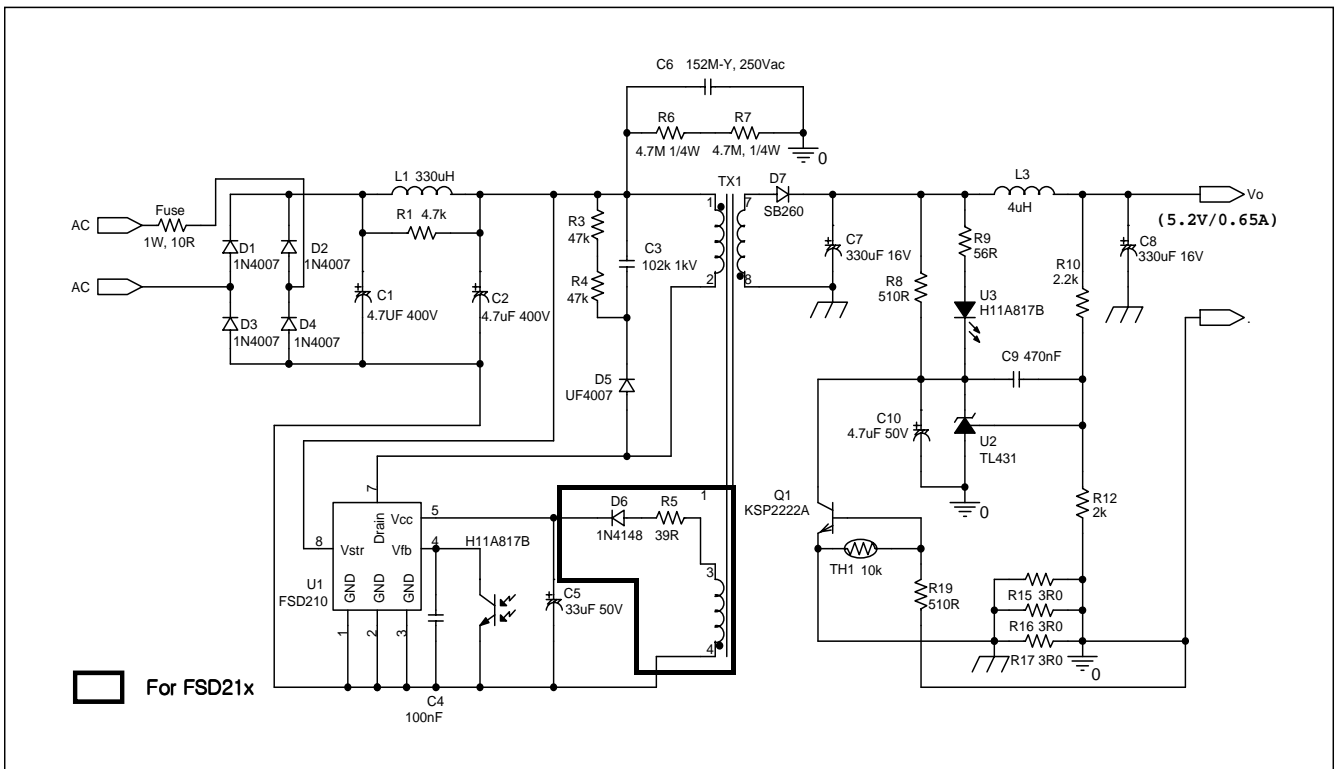 C6 152M-Y, 250Vac
R6 R7
4.7M 1/4W 4.7M, 1/4W
0
L1 330uH
TX1
D7
L3
Fuse
R1 4.7k
1
7
SB260
4uH
Vo
AC
1W, 10R
R3
47k
(5.2V/0.65A)
D1
1N4007
D2
1N4007
C3
102k 1kV
C7
330uF 16V
R9
56R
C8
330uF 16V
R10
2.2k
AC
R4
47k
2
8
R8
510R
U3
H11A817B
C1
4.7UF 400V
C2
4.7uF 400V
D3
1N4007
D4
1N4007
.
C9 470nF
D5
UF4007
C10
4.7uF 50V
U2
TL431
7
1
Q1
KSP2222A
0
R12
2k
D6
1N4148
R5
39R
Drain
Vcc
5
8
Vstr
Vfb
4
H11A817B
TH1 10k
U1
FSD210
GND
GND
GND
3
C5
33uF 50V
R19
510R
R15 3R0
R16 3R0
R17 3R0
1
2
3
4
0
For FSD21x
C4
100nF